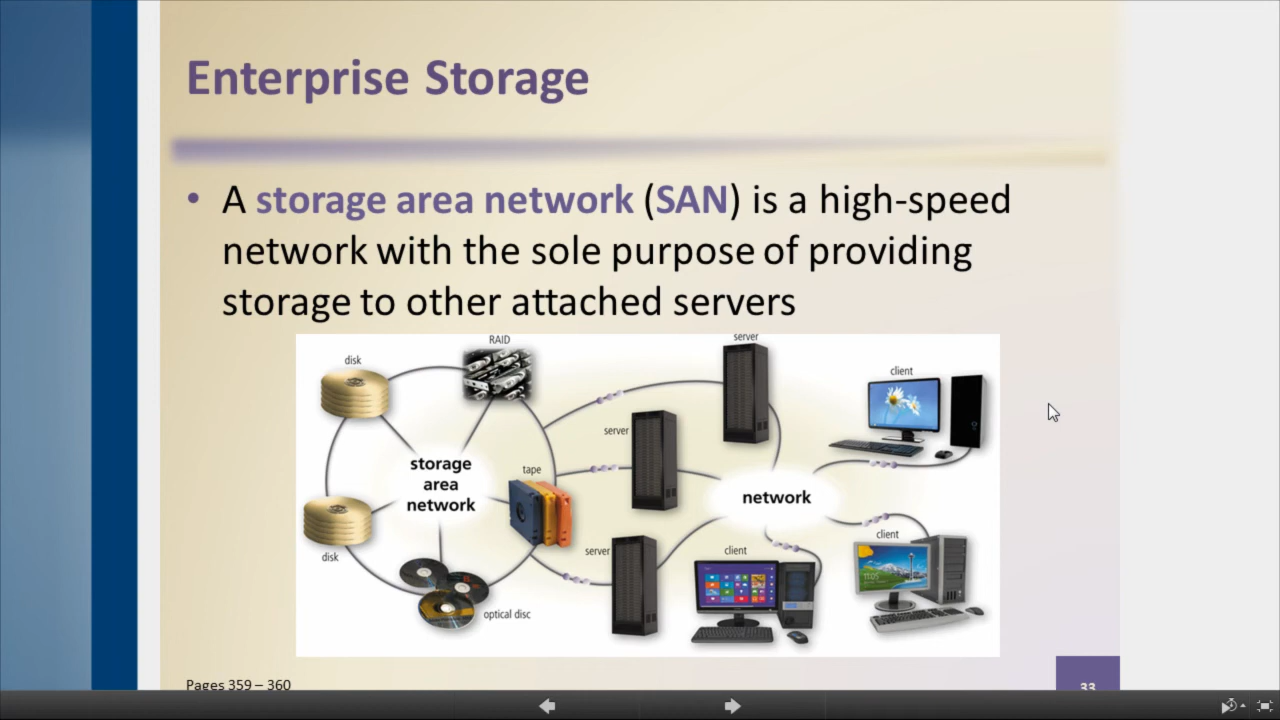 Enterprise Storage
• A storage area network (SAN) is a high-speed
network with the sole purpose of providing
storage to other attached servers
RAID
server
disk
client
server
storage
area
network
tape
network
server
client
client
disk
optical disc
Pages 359 – 360
33